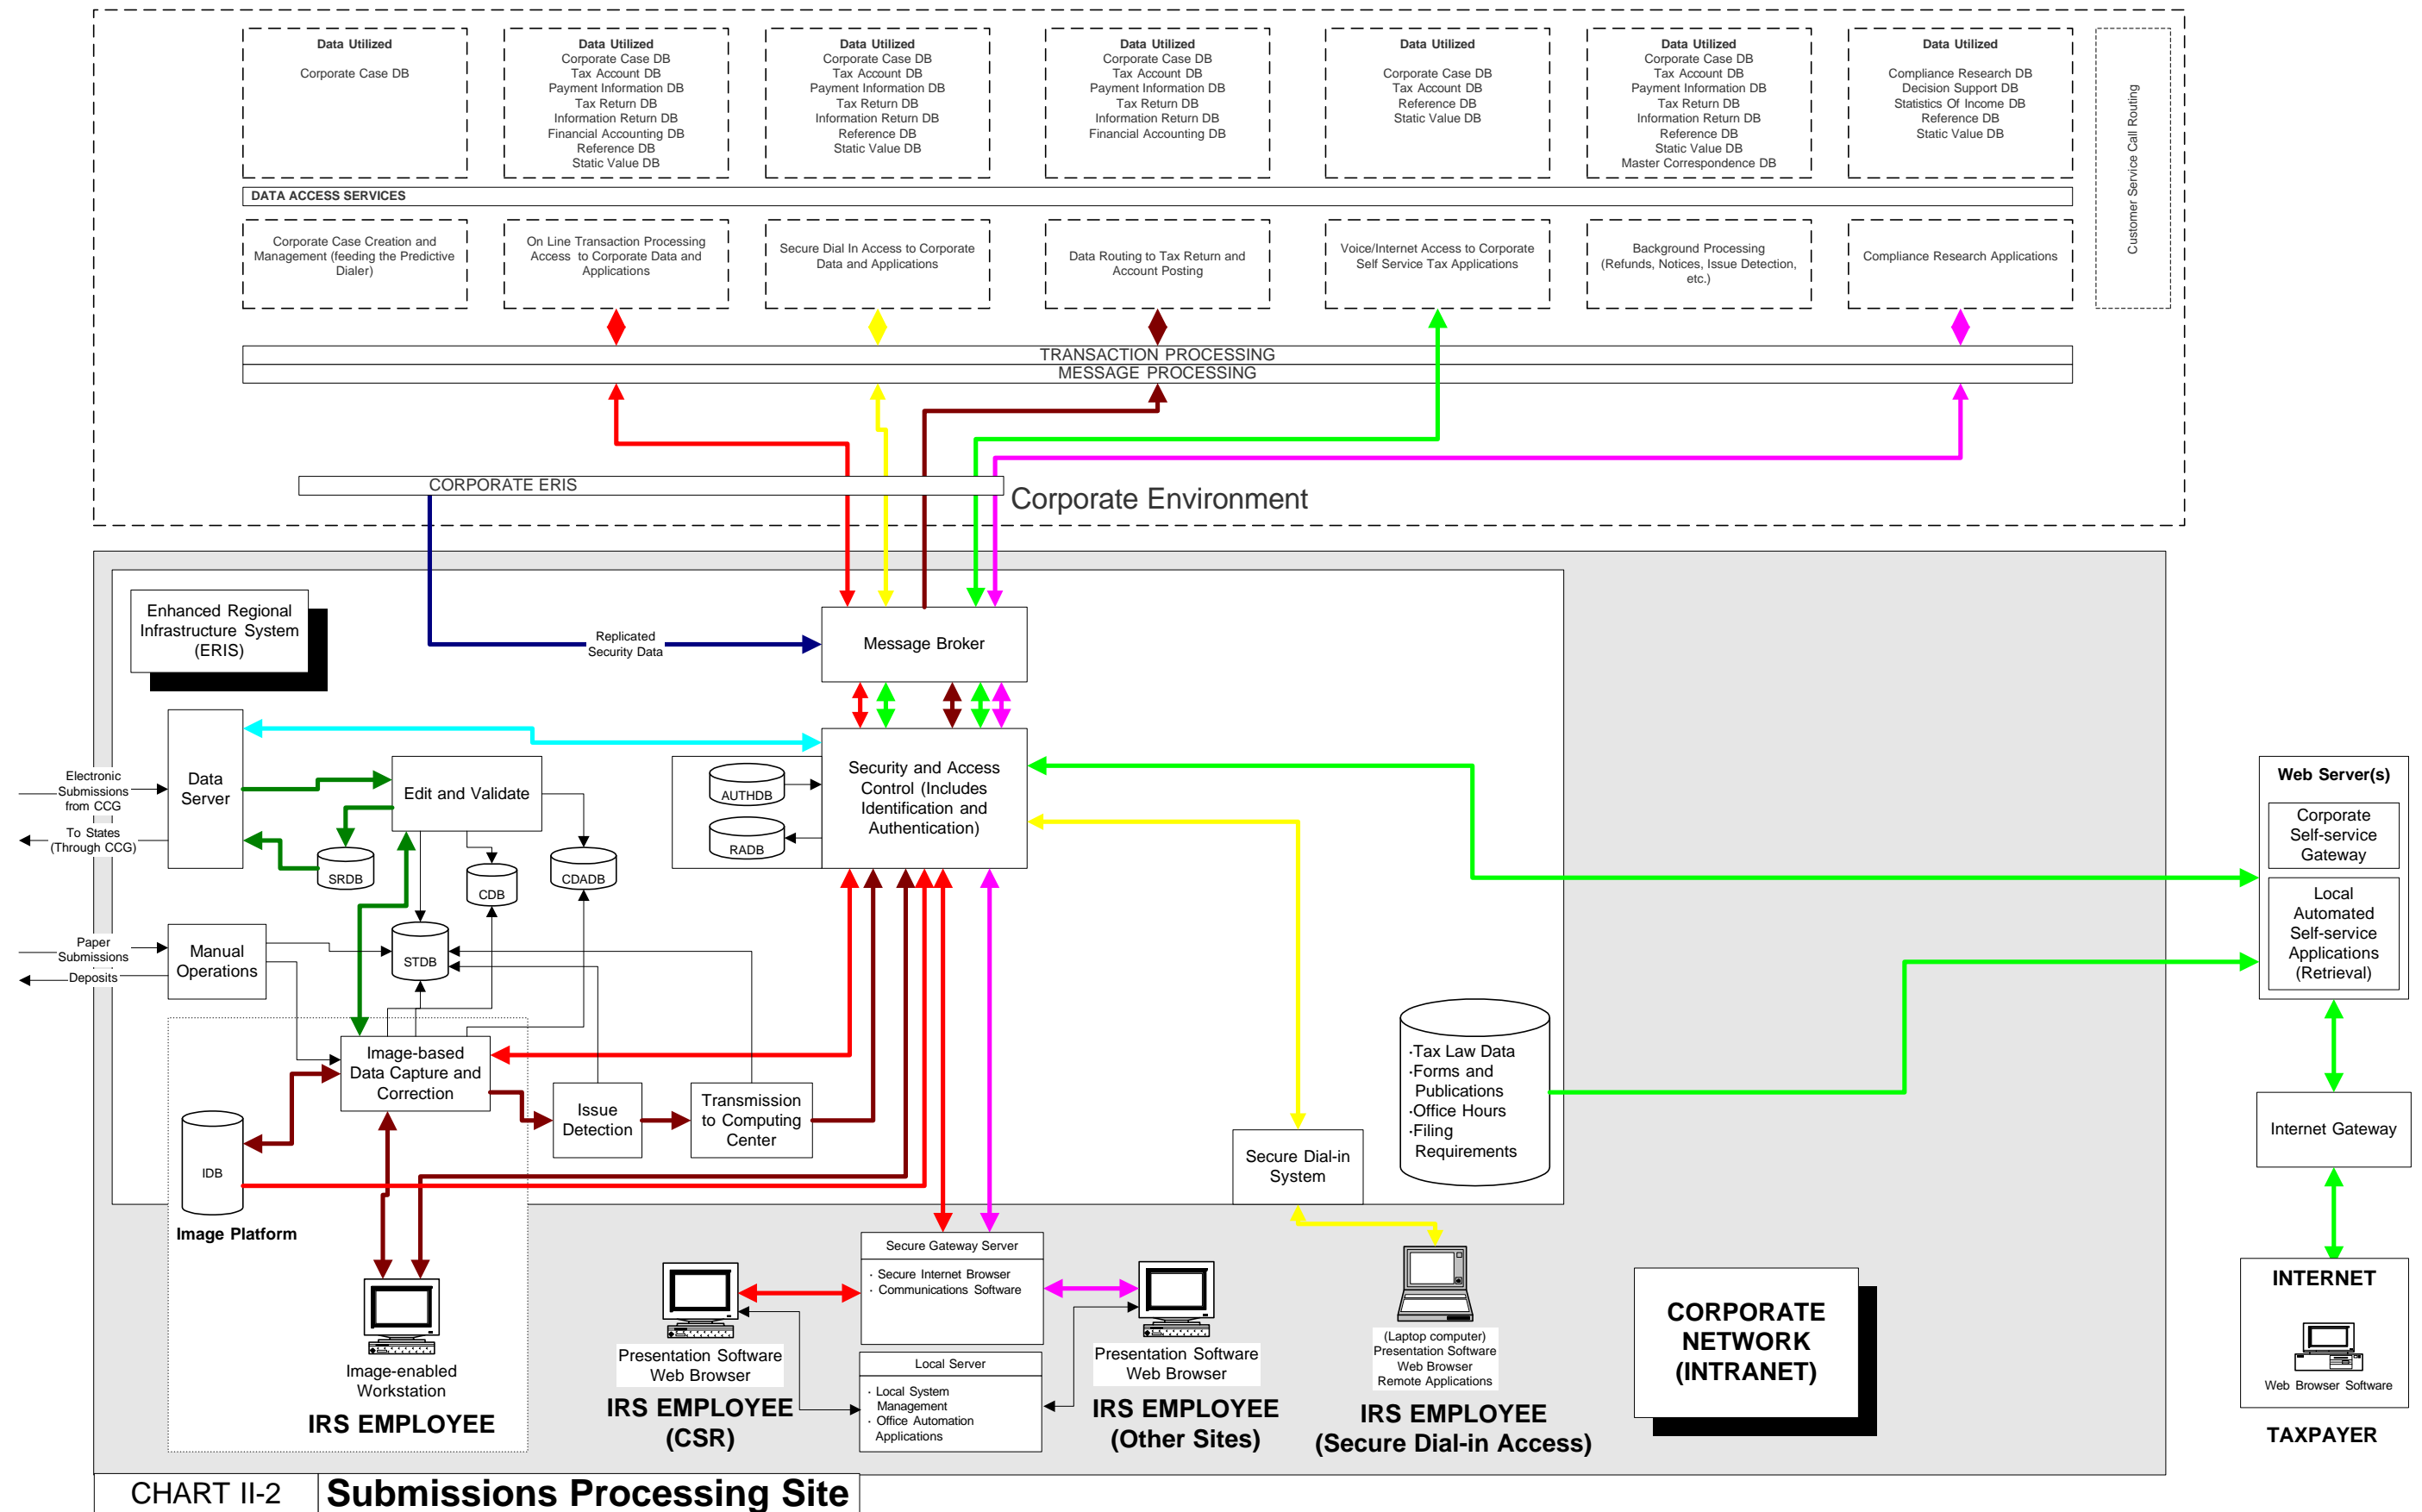 Data Utilized
Corporate Case DB
Data Utilized
Corporate Case DB
Tax Account DB
Payment Information DB
Tax Return DB
Information Return DB
Financial Accounting DB
Reference DB
Static Value DB
Data Utilized
Corporate Case DB
Tax Account DB
Payment Information DB
Tax Return DB
Information Return DB
Reference DB
Static Value DB
Data Utilized
Corporate Case DB
Tax Account DB
Payment Information DB
Tax Return DB
Information Return DB
Financial Accounting DB
Data Utilized
Corporate Case DB
Tax Account DB
Reference DB
Static Value DB
Data Utilized
Corporate Case DB
Tax Account DB
Payment Information DB
Tax Return DB
Information Return DB
Reference DB
Static Value DB
Master Correspondence DB
Data Utilized
Compliance Research DB
Decision Support DB
Statistics Of Income DB
Reference DB
Static Value DB
Customer Service Call Routing
DATA ACCESS SERVICES
Corporate Case Creation and
Management (feeding the Predictive
Dialer)
On Line Transaction Processing
Access to Corporate Data and
Applications
Secure Dial In Access to Corporate
Data and Applications
Data Routing to Tax Return and
Account Posting
Voice/Internet Access to Corporate
Self Service Tax Applications
Background Processing
(Refunds, Notices, Issue Detection,
etc.)
Compliance Research Applications
TRANSACTION PROCESSING
MESSAGE PROCESSING
CORPORATE ERIS
Corporate Environment
Enhanced Regional
Infrastructure System
(ERIS)
Replicated
Security Data
Message Broker
Electronic
Submissions
from CCG
To States
(Through CCG)
Data
Server
Edit and Validate
SRDB
CDB
CDADB
STDB
AUTHDB
RADB
Security and Access
Control (Includes
Identification and
Authentication)
Paper
Submissions
Deposits
Manual
Operations
Image-based
Data Capture and
Correction
Issue
Detection
Transmission
to Computing
Center
IDB
Image Platform
Image-enabled
Workstation
IRS EMPLOYEE
Presentation Software
Web Browser
IRS EMPLOYEE
(CSR)
Secure Gateway Server
· Secure Internet Browser
· Communications Software
Local Server
· Local System
Management
· Office Automation
Applications
Presentation Software
Web Browser
IRS EMPLOYEE
(Other Sites)
Secure Dial-in
System
(Laptop computer)
Presentation Software
Web Browser
Remote Applications
IRS EMPLOYEE
(Secure Dial-in Access)
·Tax Law Data
·Forms and
Publications
·Office Hours
·Filing
Requirements
CORPORATE
NETWORK
(INTRANET)
Web Server(s)
Corporate
Self-service
Gateway
Local
Automated
Self-service
Applications
(Retrieval)
Internet Gateway
INTERNET
Web Browser Software
TAXPAYER
CHART II-2
Submissions Processing Site